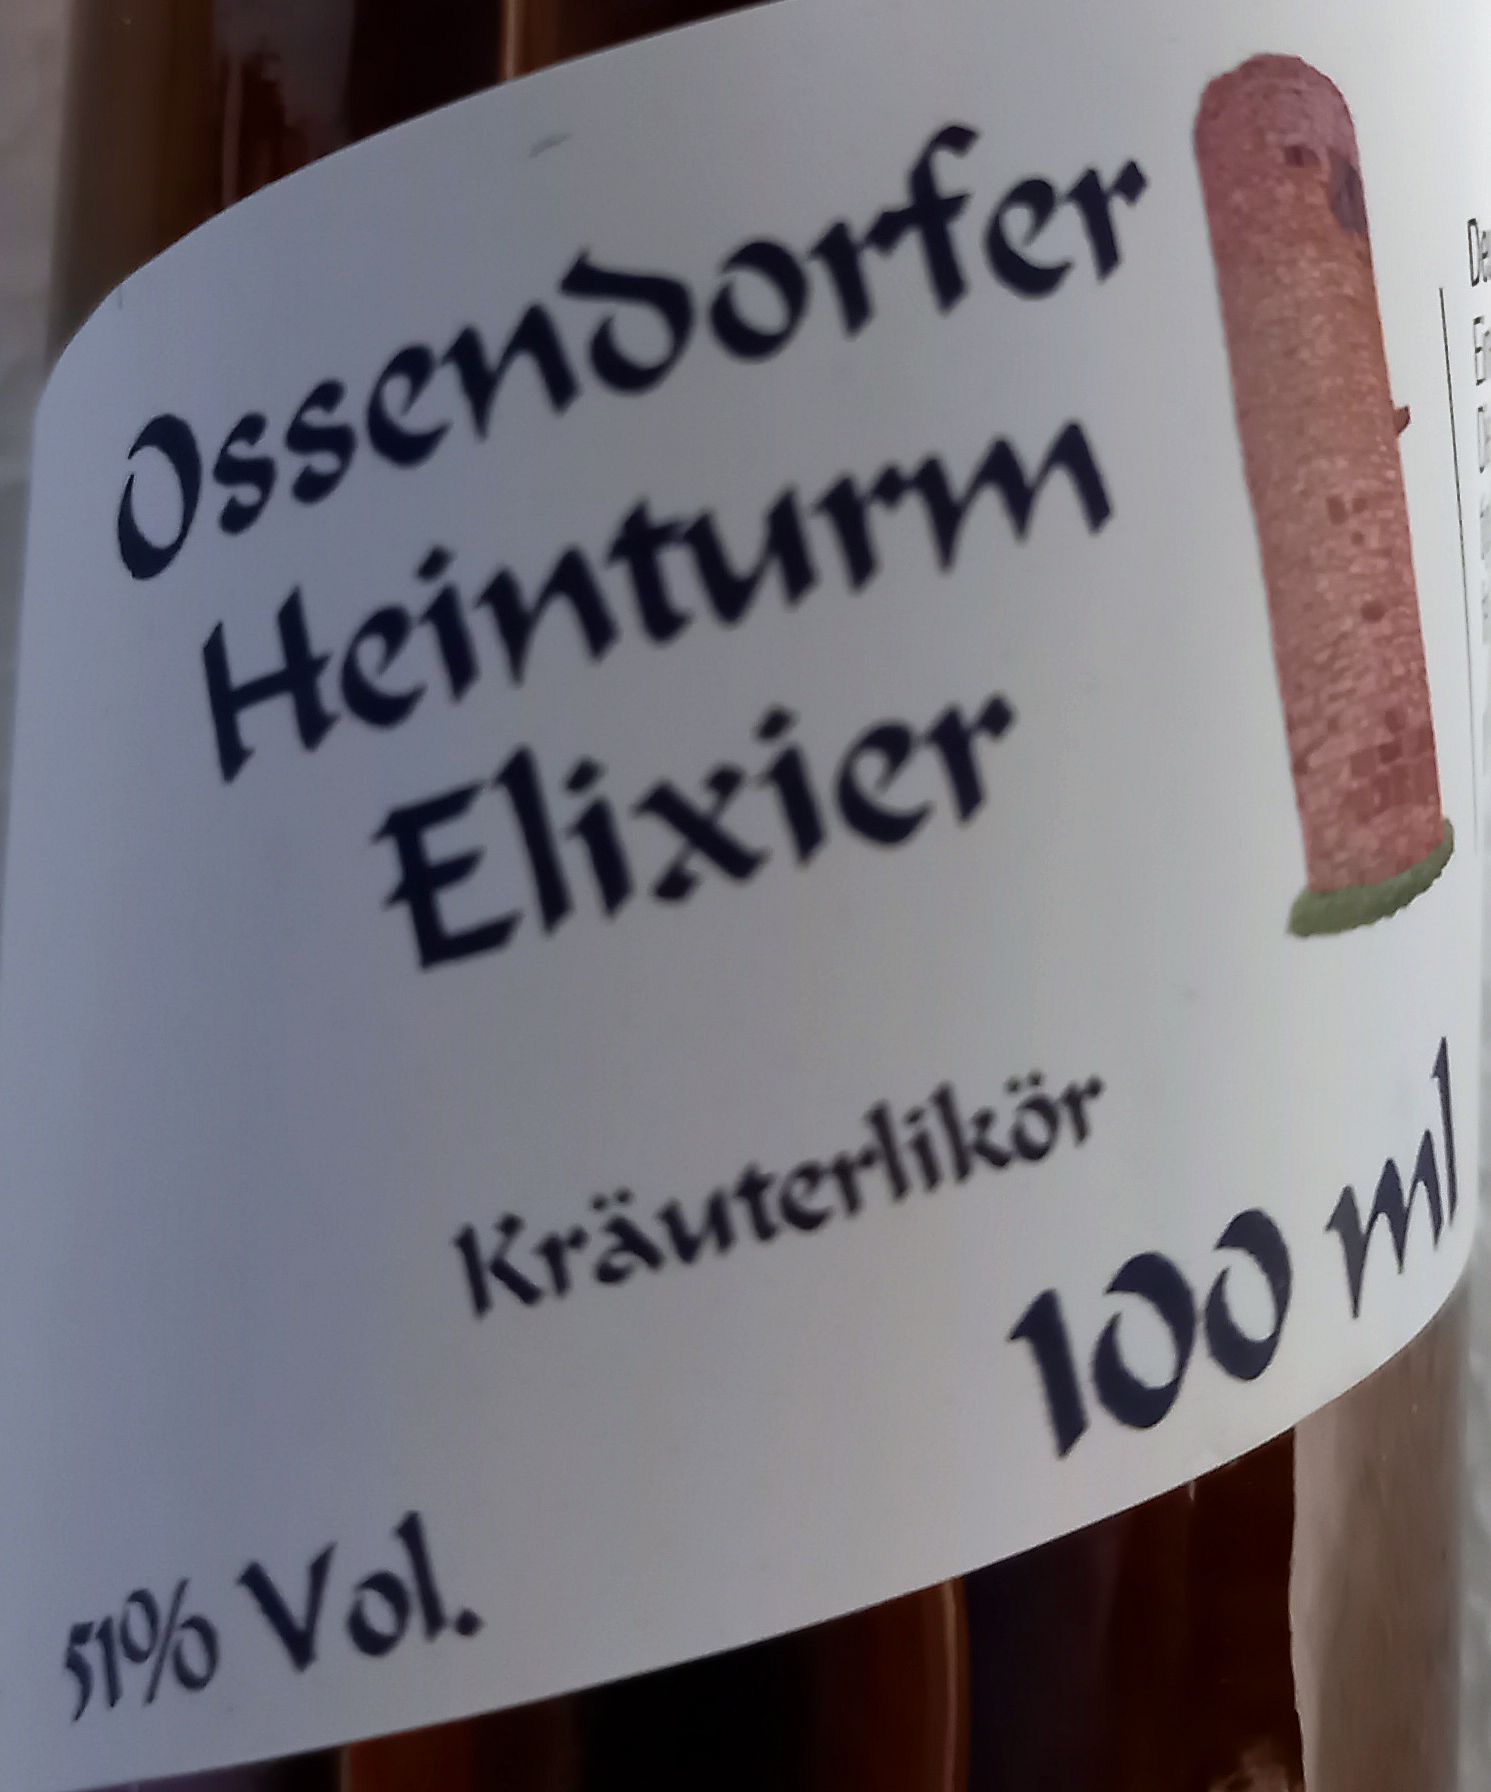 Ossendorfer
Heinturm
Elixier
Kräuterlikör
100 ml
51% Vol.